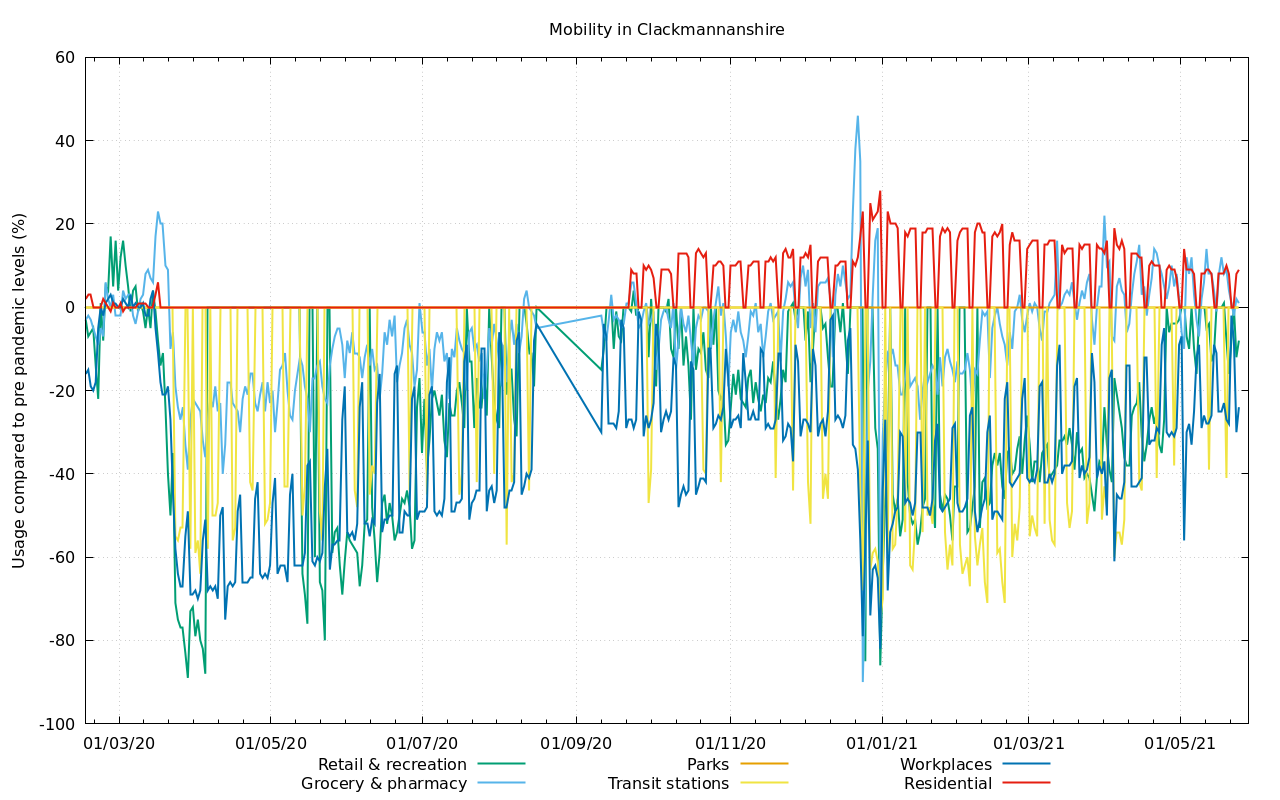 Mobility in Clackmannanshire
Usage compared to pre pandemic levels (%)
60
40
20
0
-20
-40
-60
-80
-100
01/03/20 01/05/20 01/07/20 01/09/20 01/11/20 01/01/21 01/03/21 01/05/21
Retail & recreation Parks Workplaces
Grocery & pharmacy Transit stations Residential